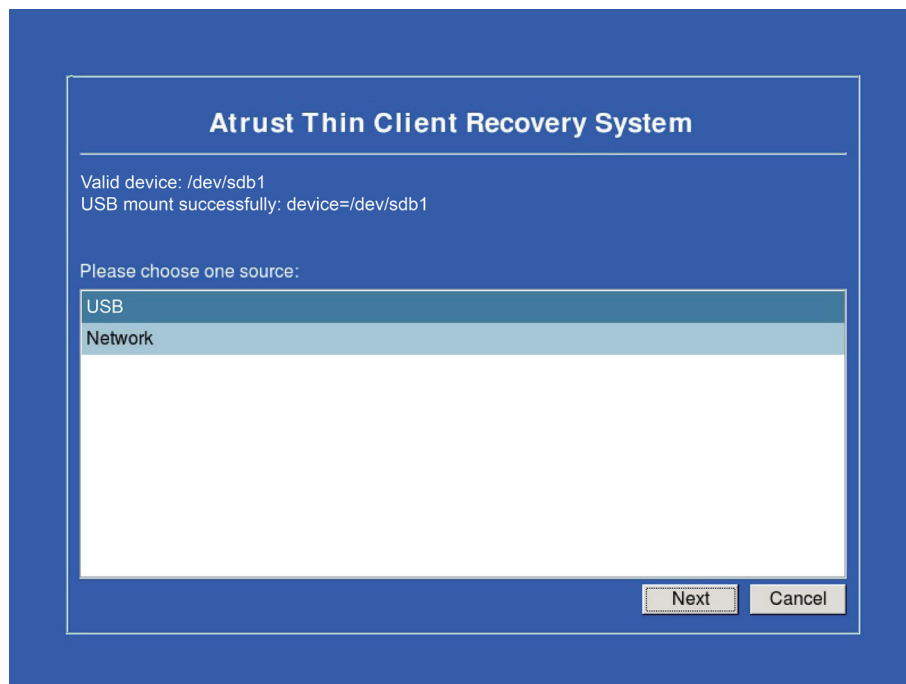 Atrust Thin Client Recovery System
Valid device: /dev/sdb1
USB mount successfully: device=/dev/sdb1
Please choose one source:
USB
Network
Next Cancel